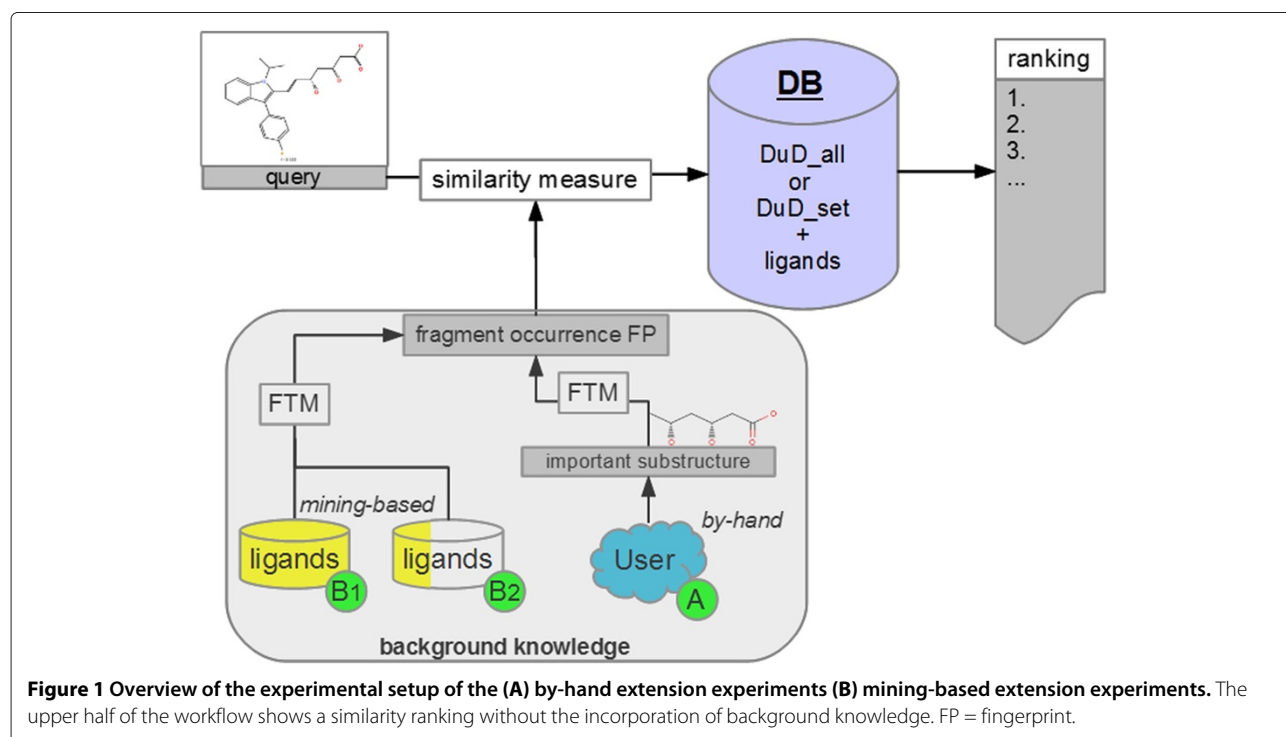 query
similarity measure
DB
DuD_all
or
DuD_set
+
ligands
ranking
1.
2.
3.
...
fragment occurrence FP
FTM
FTM
important substructure
mining-based
by-hand
ligands
B1
ligands
B2
User
A
background knowledge
Figure 1 Overview of the experimental setup of the (A) by-hand extension experiments (B) mining-based extension experiments. The
upper half of the workflow shows a similarity ranking without the incorporation of background knowledge. FP = fingerprint.